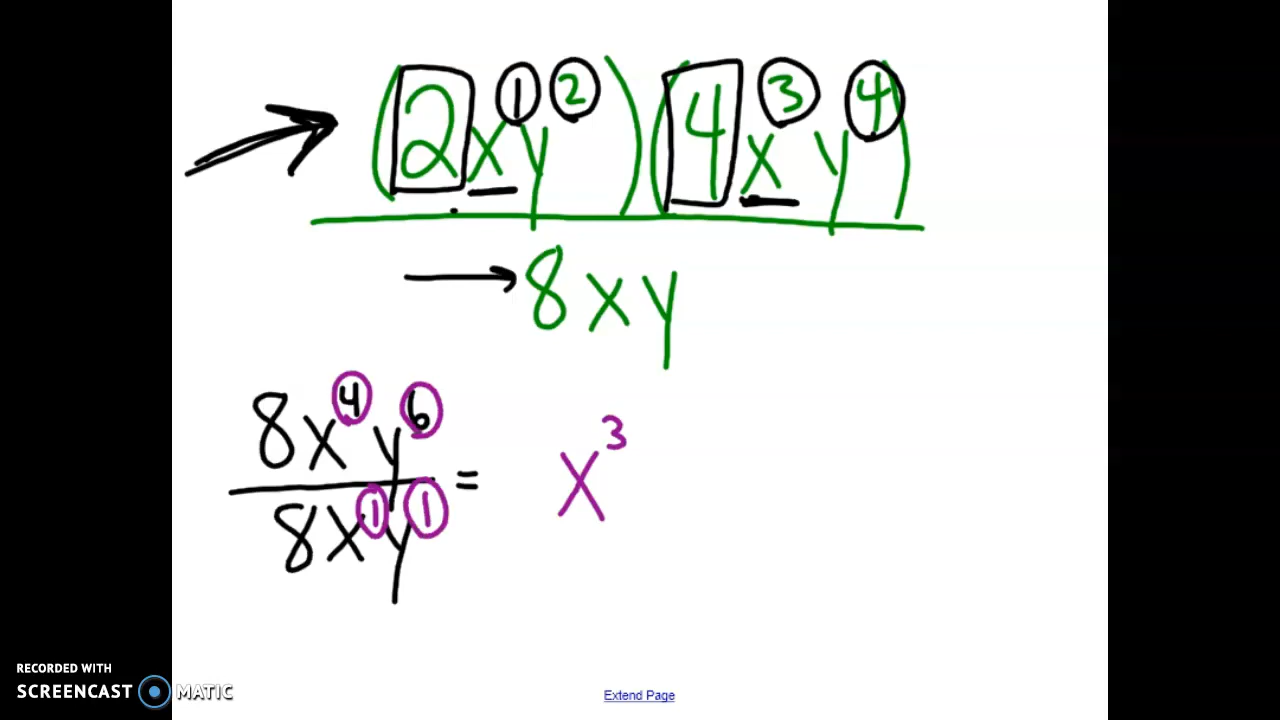 (2x¹y²)(4x³y⁴)
8xy
8x⁴y⁶
8x¹y¹
= x³
RECORDED WITH
SCREENCAST MATIC
Extend Page